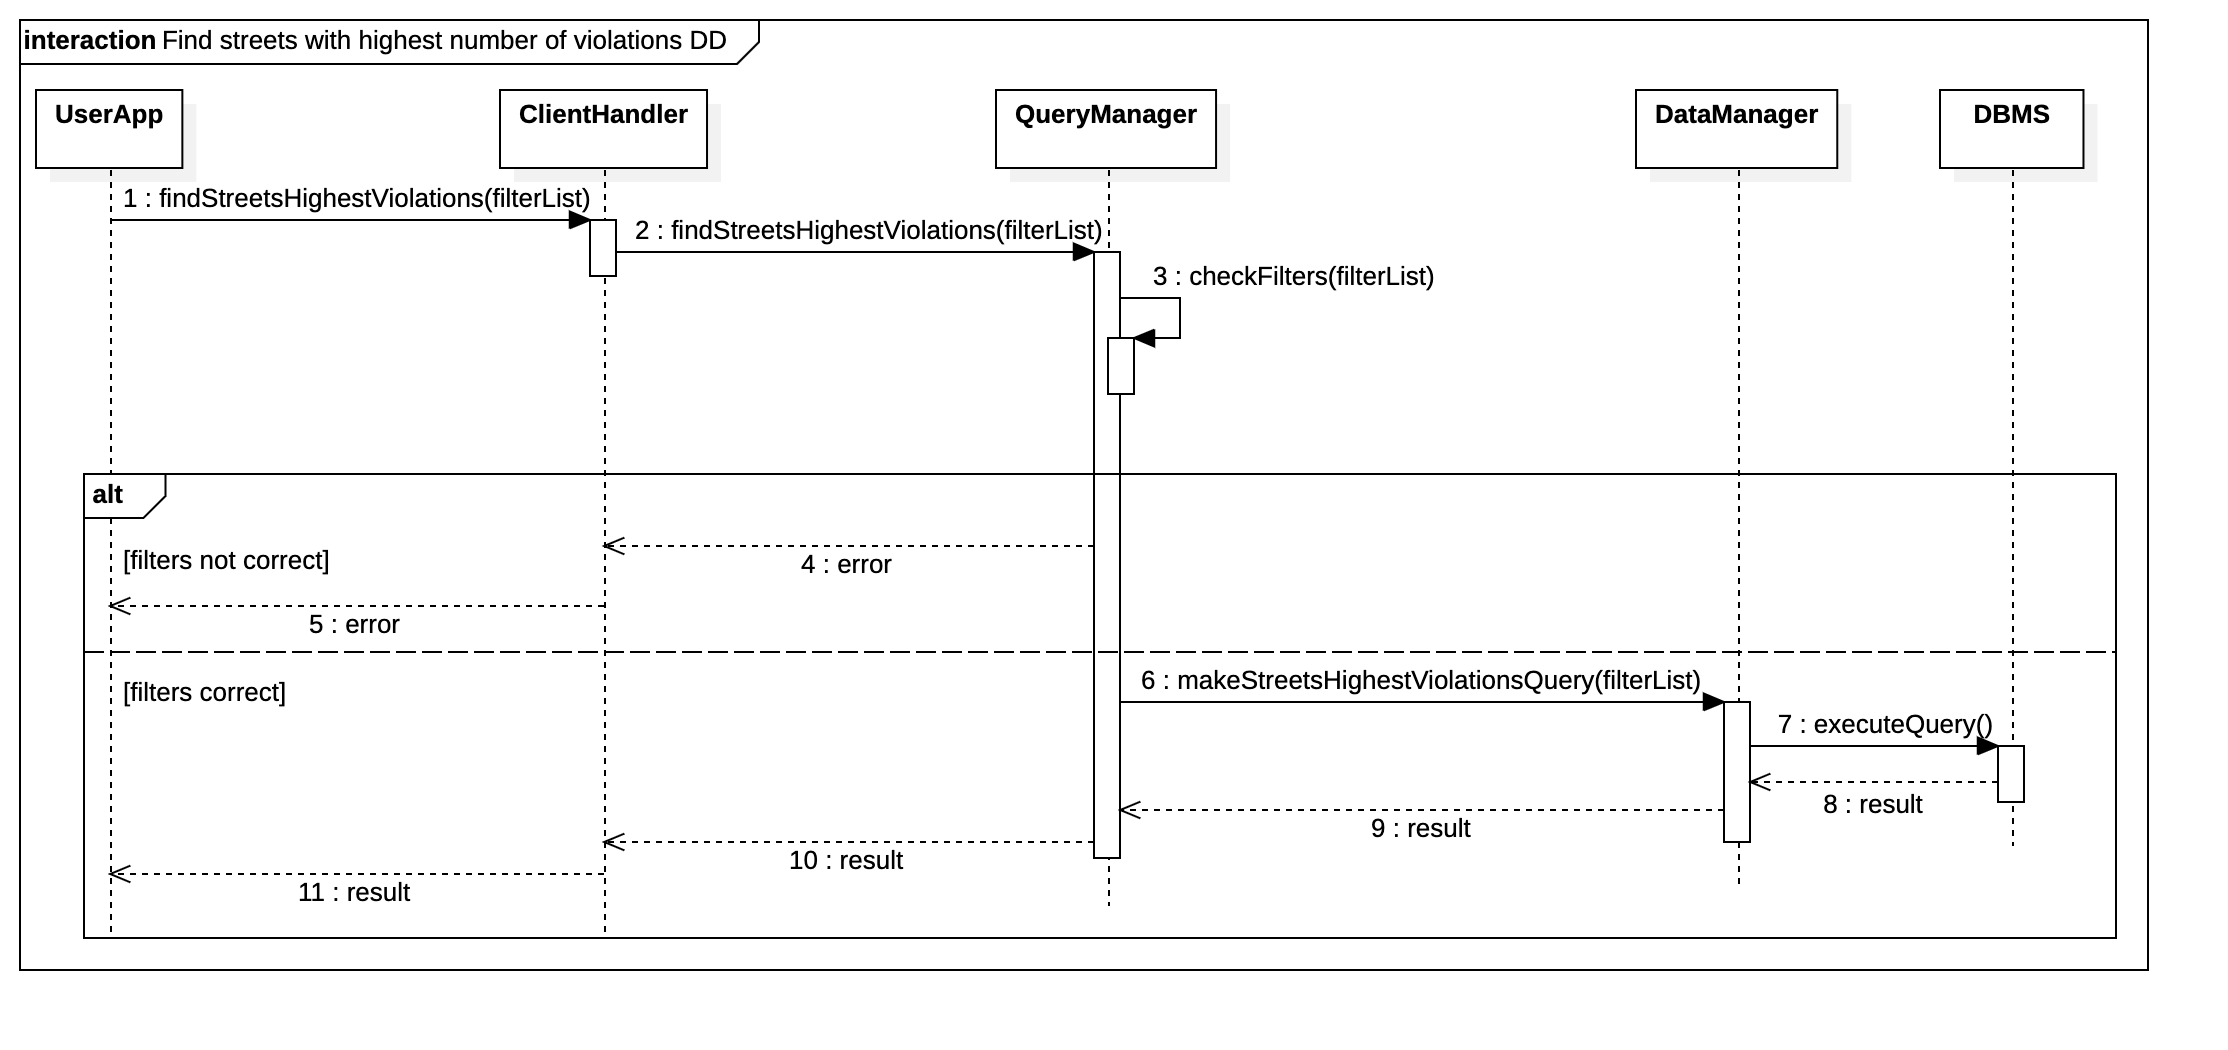 interaction Find streets with highest number of violations DD
UserApp
ClientHandler
QueryManager
DataManager
DBMS
1 : findStreetsHighestViolations(filterList)
2 : findStreetsHighestViolations(filterList)
3 : checkFilters(filterList)
alt
[filters not correct]
4 : error
5 : error
[filters correct]
6 : makeStreetsHighestViolationsQuery(filterList)
7 : executeQuery()
8 : result
9 : result
10 : result
11 : result